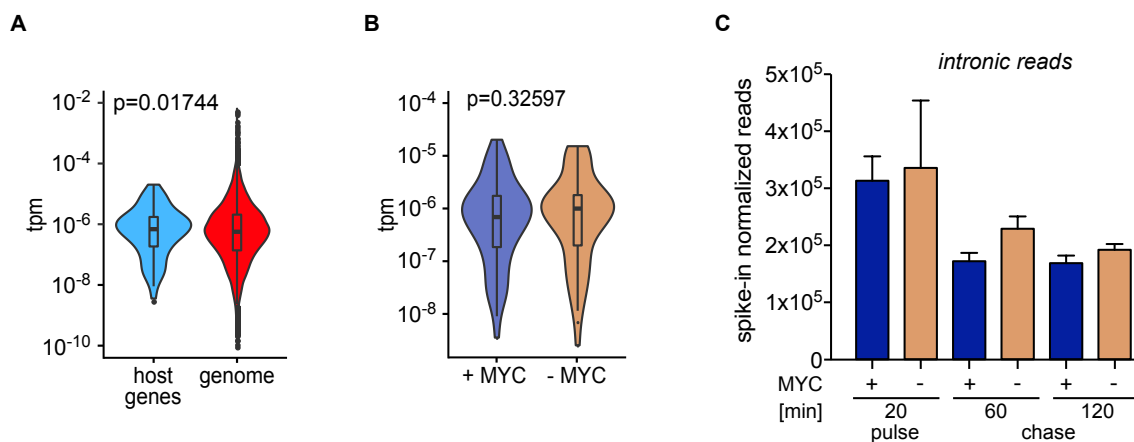 A
p=0.01744
tpm
10⁻²
10⁻⁴
10⁻⁶
10⁻⁸
10⁻¹⁰
host
genes
genome
B
p=0.32597
tpm
10⁻⁴
10⁻⁵
10⁻⁶
10⁻⁷
10⁻⁸
+ MYC
- MYC
C
intronic reads
spike-in normalized reads
5x10⁵
4x10⁵
3x10⁵
2x10⁵
1x10⁵
0
MYC + - + - + -
[min] 20 60 120
pulse chase